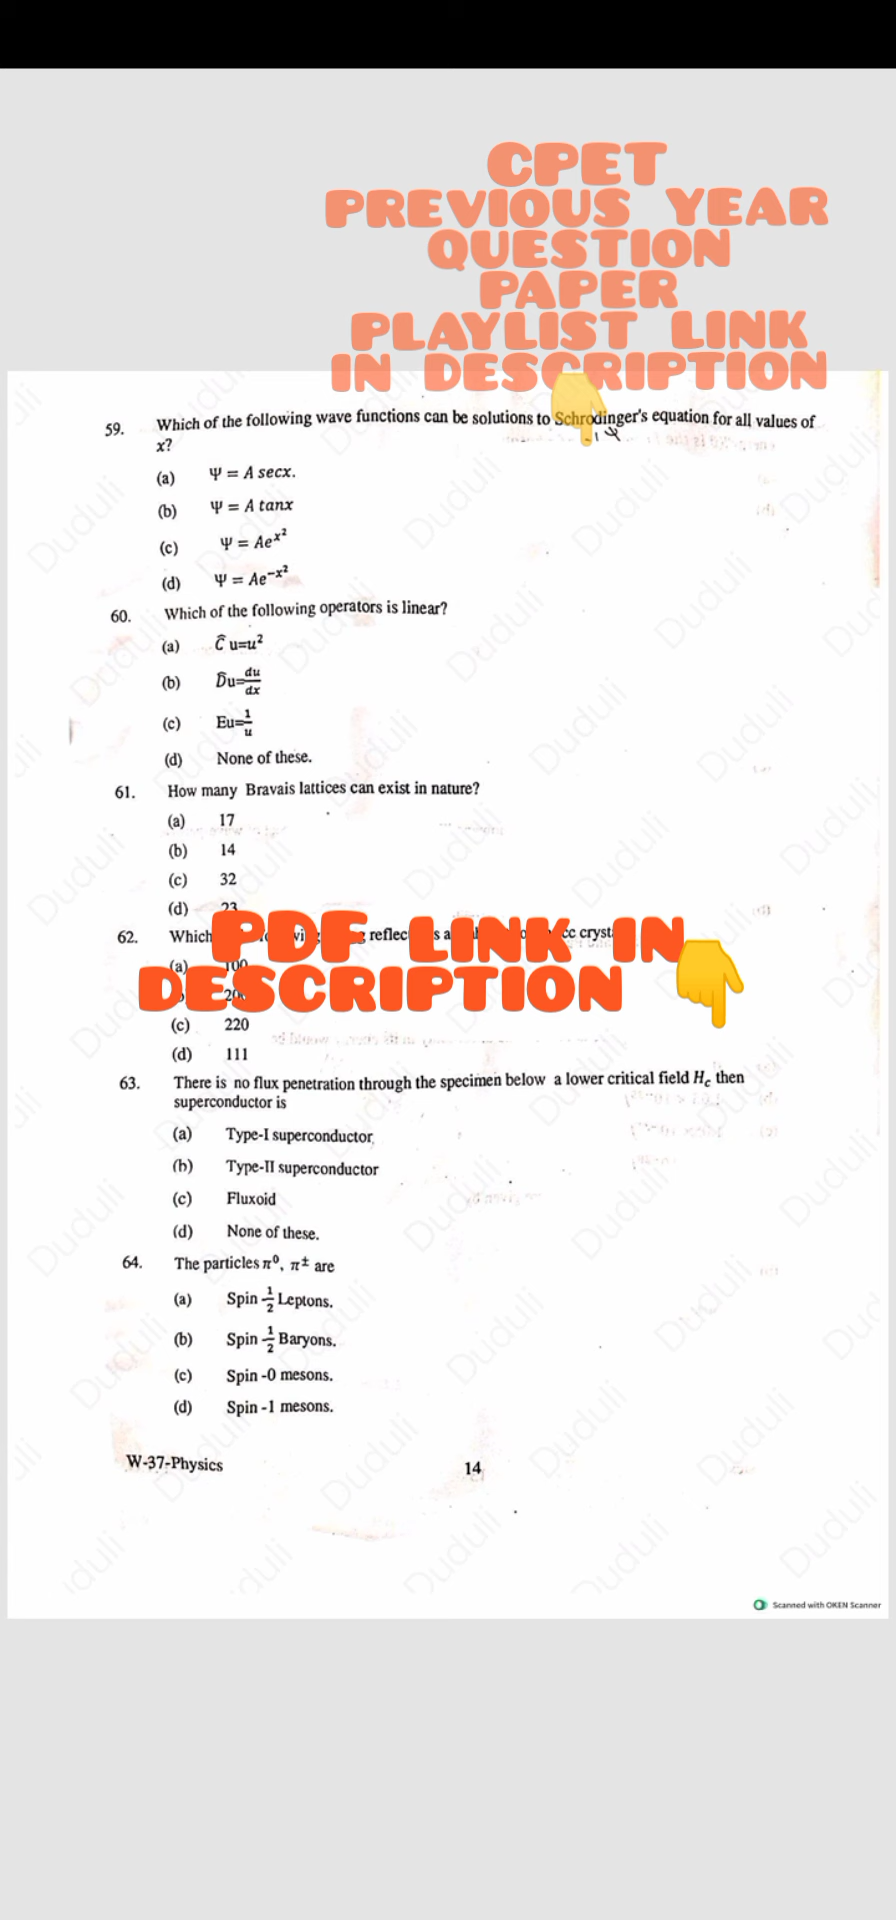 CPET
PREVIOUS YEAR
QUESTION
PAPER
PLAYLIST LINK
IN DESCRIPTION
59. Which of the following wave functions can be solutions to Schrodinger's equation for all values of
x?
(a) Ψ = A secx.
(b) Ψ = A tanx
(c) Ψ = Ae^x²
(d) Ψ = Ae^-x²
60. Which of the following operators is linear?
(a) Ĉ u=u²
(b) D̂u=du/dx
(c) Eu=1/u
(d) None of these.
61. How many Bravais lattices can exist in nature?
(a) 17
(b) 14
(c) 32
(d) 23
62. Which
PDF LINK IN
(a) 100
DESCRIPTION
(c) 220
(d) 111
63. There is no flux penetration through the specimen below a lower critical field H_c then
superconductor is
(a) Type-I superconductor
(b) Type-II superconductor
(c) Fluxoid
(d) None of these.
64. The particles π⁰, π± are
(a) Spin -1/2 Leptons.
(b) Spin -1/2 Baryons.
(c) Spin -0 mesons.
(d) Spin -1 mesons.
W-37-Physics 14
Duduli
Scanned with OKEN Scanner